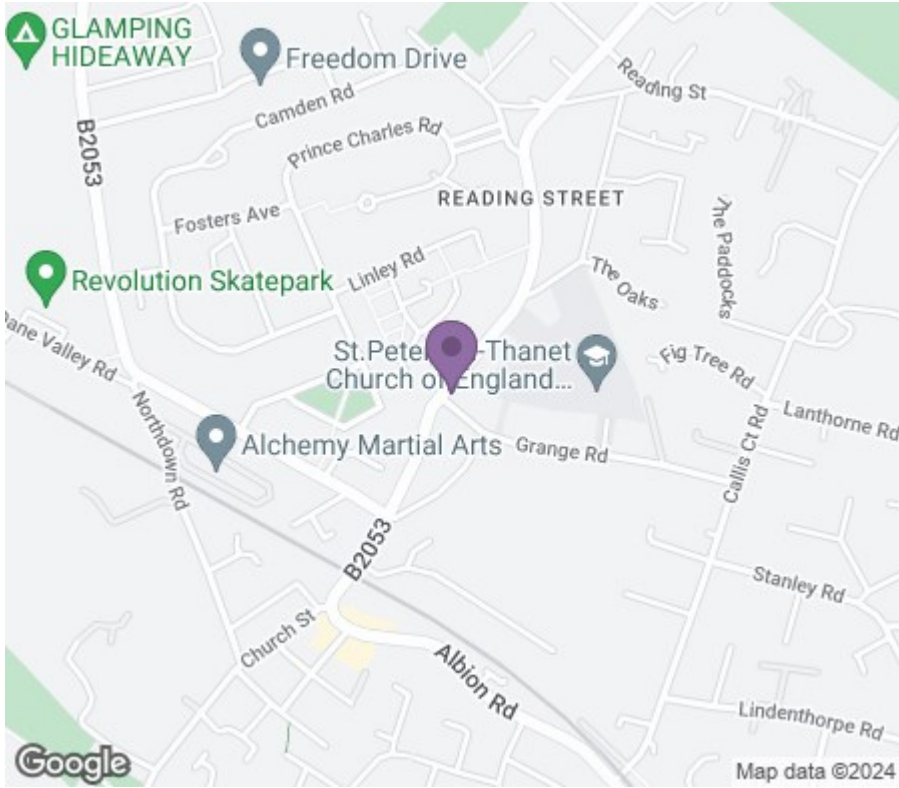 GLAMPING
HIDEAWAY
Freedom Drive
Camden Rd
Reading St
B2053
Prince Charles Rd
READING STREET
Fosters Ave
The Paddocks
Linley Rd
The Oaks
Revolution Skatepark
Dane Valley Rd
-Thanet
Church of England...
Fig Tree Rd
Lanthorne Rd
Northdown Rd
Alchemy Martial Arts
Grange Rd
Callis Ct Rd
B2053
Stanley Rd
Church St
Albion Rd
Lindenthorpe Rd
Google
Map data ©2024